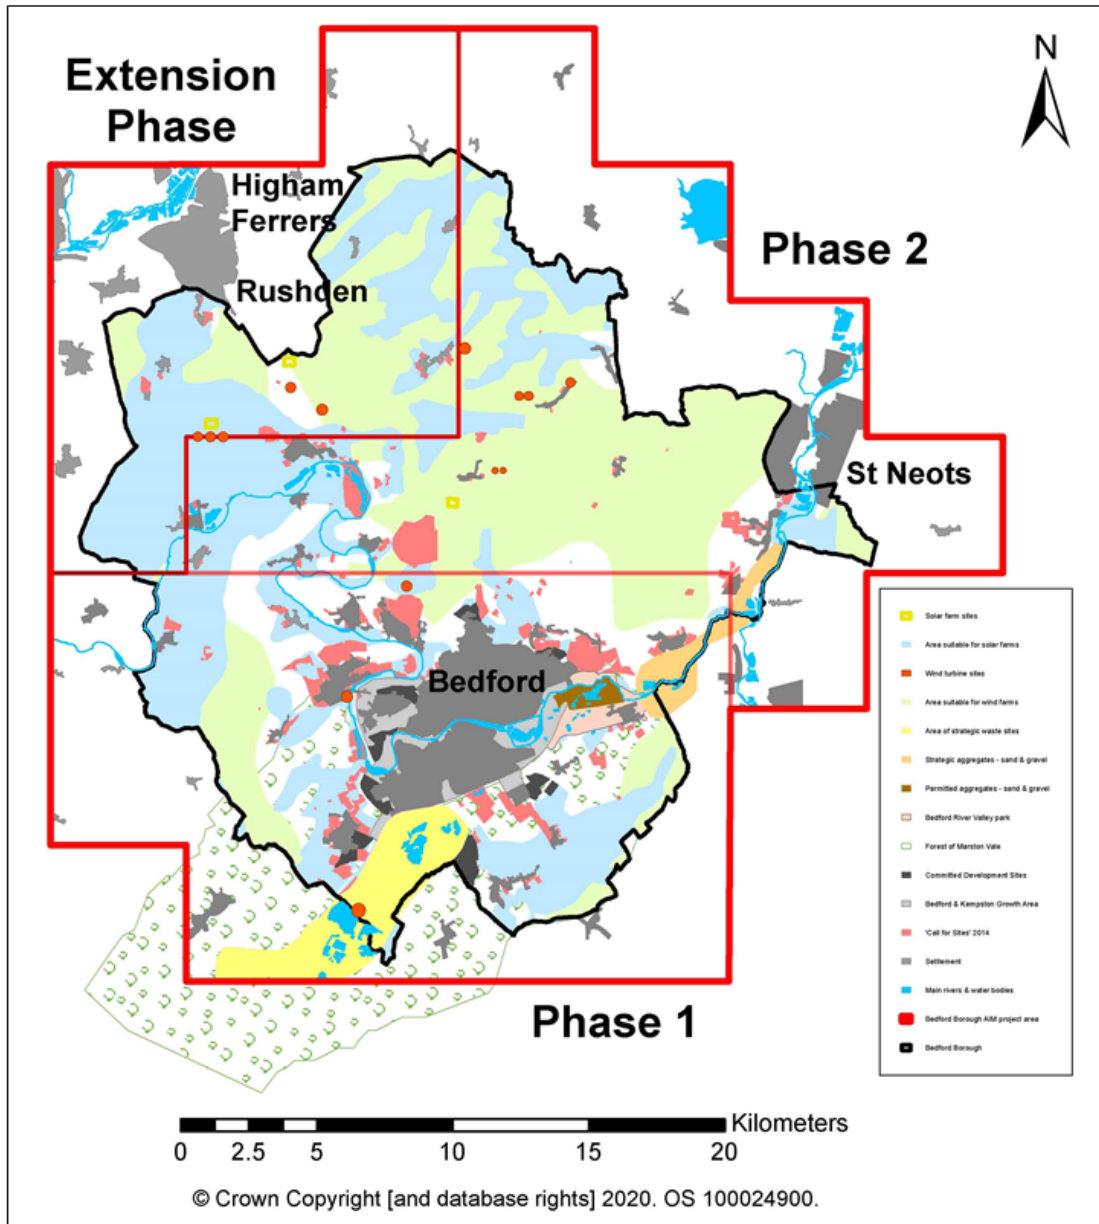 N
Extension
Phase
Higham
Ferrers
Rushden
Phase 2
St Neots
Bedford
Phase 1
Solar farm sites
Area suitable for solar farms
Wind turbine sites
Area suitable for wind farms
Area of strategic waste sites
Strategic aggregates - sand & gravel
Permitted aggregates - sand & gravel
Bedford River Valley park
Forest of Marston Vale
Committed Development Sites
Bedford & Kempston Growth Area
'Call for Sites' 2014
Settlement
Main rivers & water bodies
Bedford Borough AIM project area
Bedford Borough
Kilometers
0 2.5 5 10 15 20
© Crown Copyright [and database rights] 2020. OS 100024900.